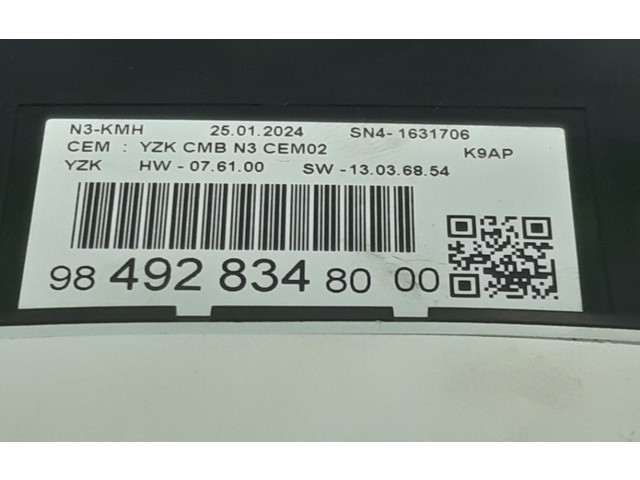 N3-KMH 25.01.2024 SN4-1631706
CEM : YZK CMB N3 CEM02 K9AP
YZK HW -07.61.00 SW -13.03.68.54
98 492 834 80 00